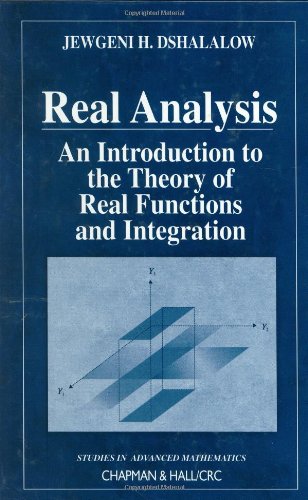 JEWGENI H. DSHALALOW
Real Analysis
An Introduction to
the Theory of
Real Functions
and Integration
Y₁
Y₂
Y₃
STUDIES IN ADVANCED MATHEMATICS
CHAPMAN & HALL/CRC